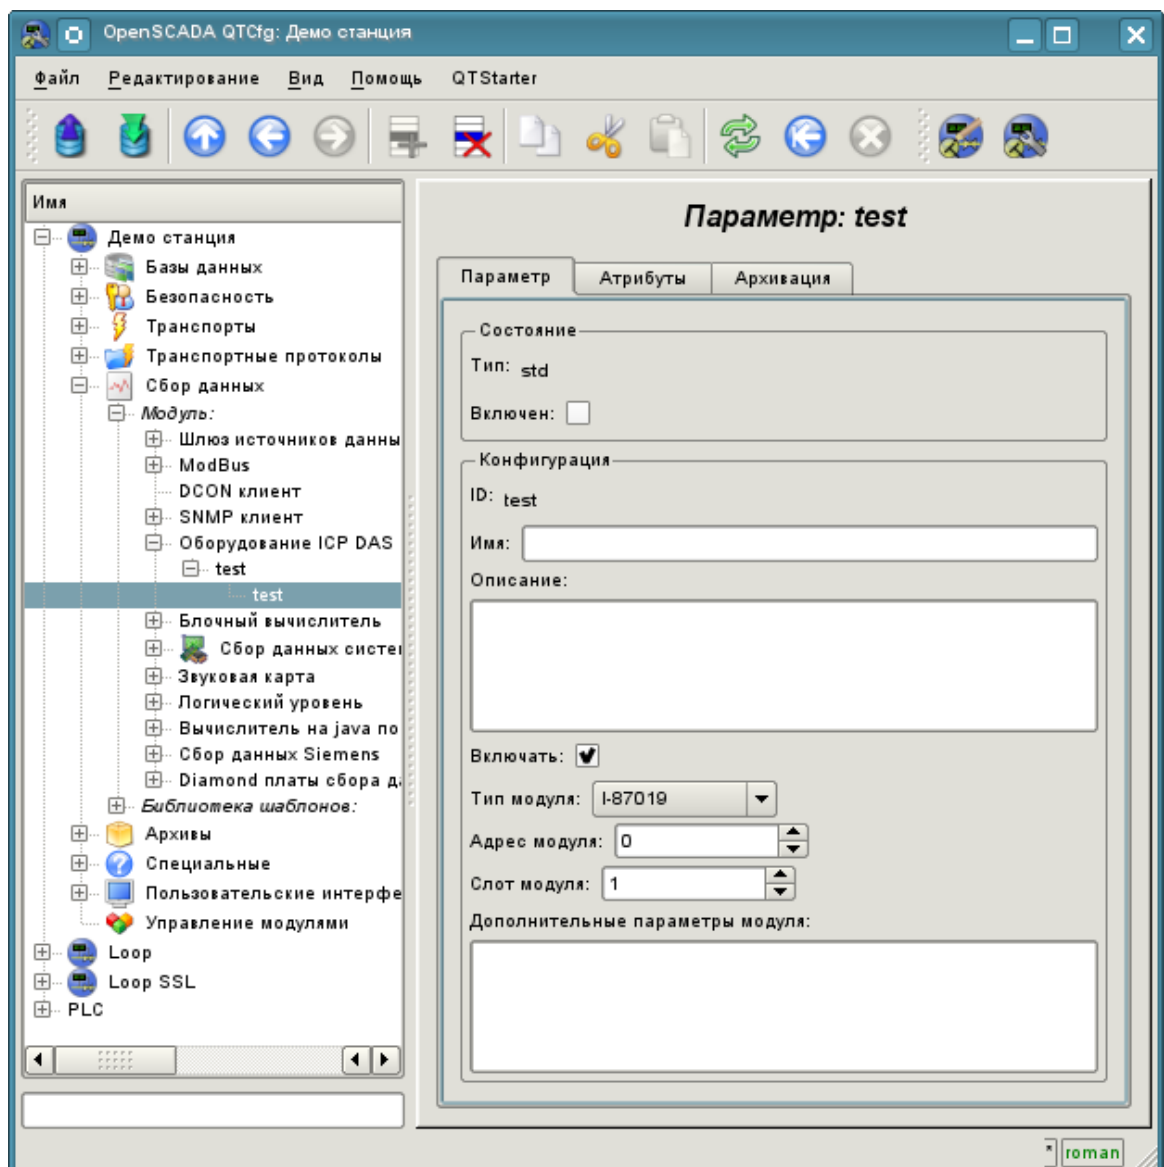 OpenSCADA QTCfg: Демо станция
Файл Редактирование Вид Помощь QTStarter
Имя
Демо станция
Базы данных
Безопасность
Транспорты
Транспортные протоколы
Сбор данных
Модуль:
Шлюз источников данны
ModBus
DCON клиент
SNMP клиент
Оборудование ICP DAS
test
test
Блочный вычислитель
Сбор данных систе
Звуковая карта
Логический уровень
Вычислитель на java по
Сбор данных Siemens
Diamond платы сбора д
Библиотека шаблонов:
Архивы
Специальные
Пользовательские интерфе
Управление модулями
Loop
Loop SSL
PLC
Параметр: test
Параметр Атрибуты Архивация
Состояние
Тип: std
Включен:
Конфигурация
ID: test
Имя:
Описание:
Включать:
Тип модуля: I-87019
Адрес модуля: 0
Слот модуля: 1
Дополнительные параметры модуля:
* roman